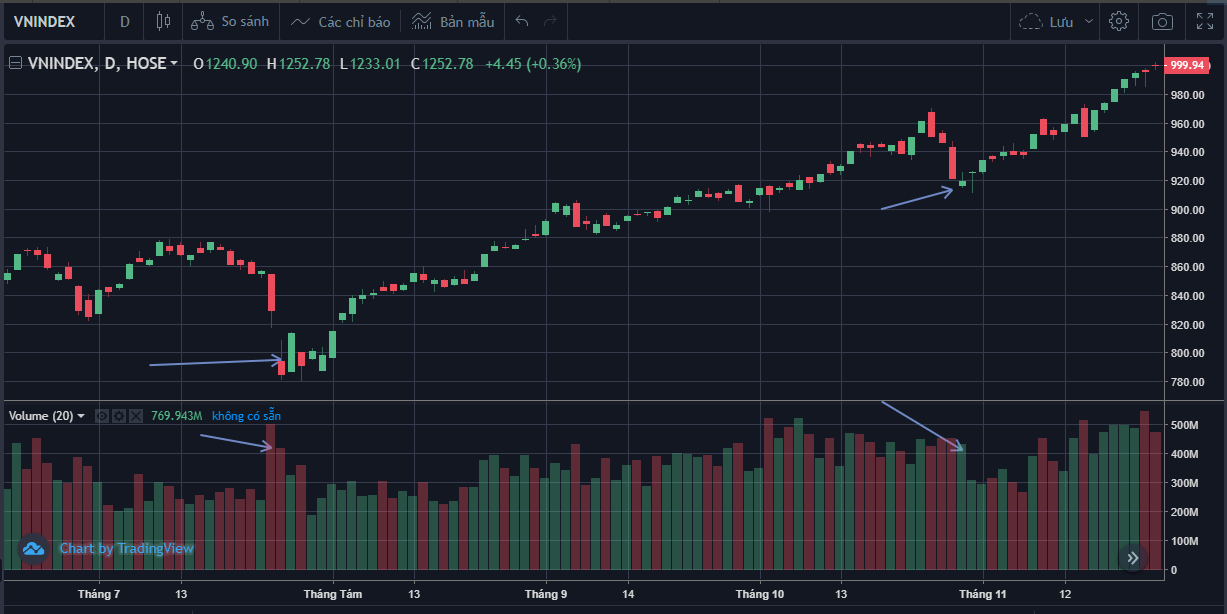 VNINDEX D So sánh Các chỉ báo Bản mẫu Lưu
VNINDEX, D, HOSE O1240.90 H1252.78 L1233.01 C1252.78 +4.45 (+0.36%)
999.94
980.00
960.00
940.00
920.00
900.00
880.00
860.00
840.00
820.00
800.00
780.00
Volume (20) 769.943M không có sẵn
500M
400M
300M
200M
100M
0
Chart by TradingView
Tháng 7 13 Tháng Tám 13 Tháng 9 14 Tháng 10 13 Tháng 11 12